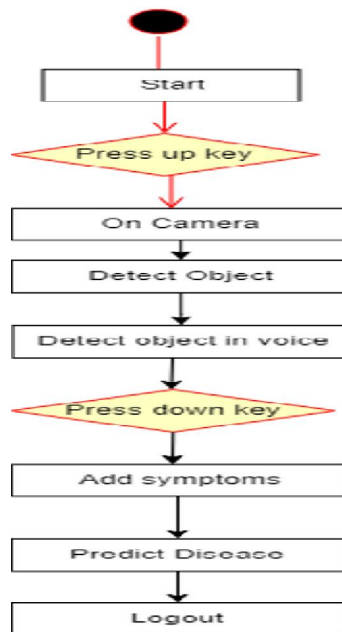 Start
Press up key
On Camera
Detect Object
Detect object in voice
Press down key
Add symptoms
Predict Disease
Logout